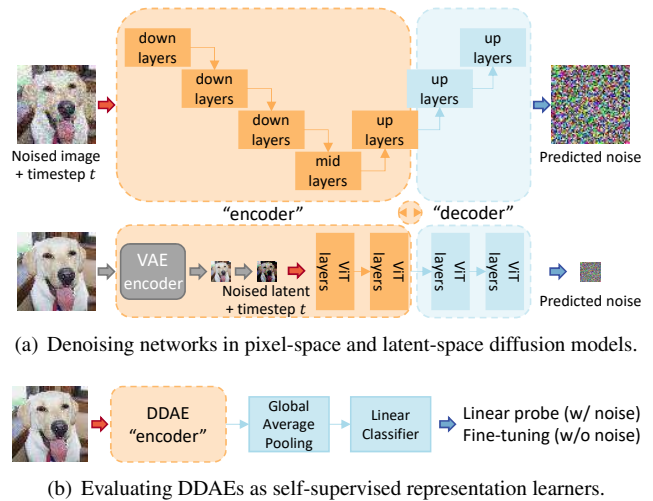 down
layers
down
layers
down
layers
mid
layers
up
layers
up
layers
up
layers
Noised image
+ timestep t
Predicted noise
“encoder”
“decoder”
VAE
encoder
Noised latent
+ timestep t
ViT
layers
ViT
layers
ViT
layers
ViT
layers
Predicted noise
(a) Denoising networks in pixel-space and latent-space diffusion models.
DDAE
“encoder”
Global
Average
Pooling
Linear
Classifier
Linear probe (w/ noise)
Fine-tuning (w/o noise)
(b) Evaluating DDAEs as self-supervised representation learners.